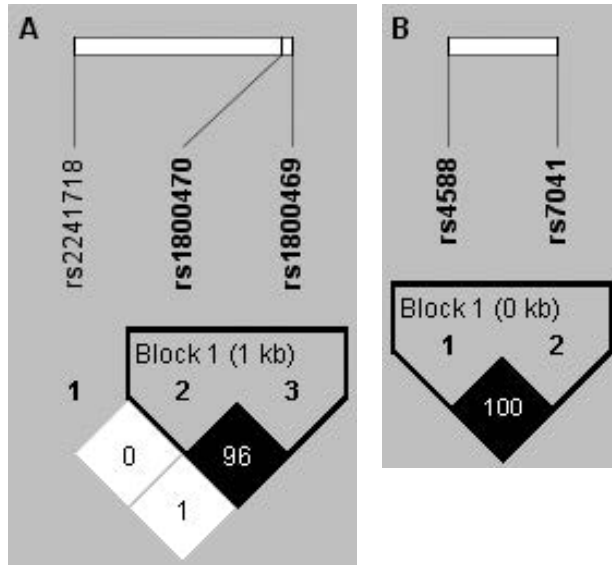 A
rs2241718
rs1800470
rs1800469
Block 1 (1 kb)
1 2 3
0 96
1
B
rs4588
rs7041
Block 1 (0 kb)
1 2
100